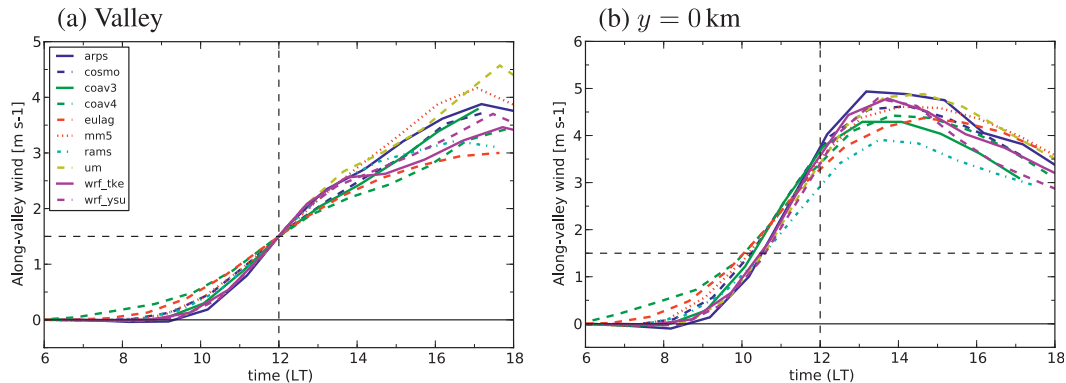 (a) Valley
Along-valley wind [m s-1]
5
4
3
2
1
0
arps
cosmo
coav3
coav4
eulag
mm5
rams
um
wrf_tke
wrf_ysu
6 8 10 12 14 16 18
time (LT)
(b) y = 0 km
Along-valley wind [m s-1]
6
5
4
3
2
1
0
6 8 10 12 14 16 18
time (LT)